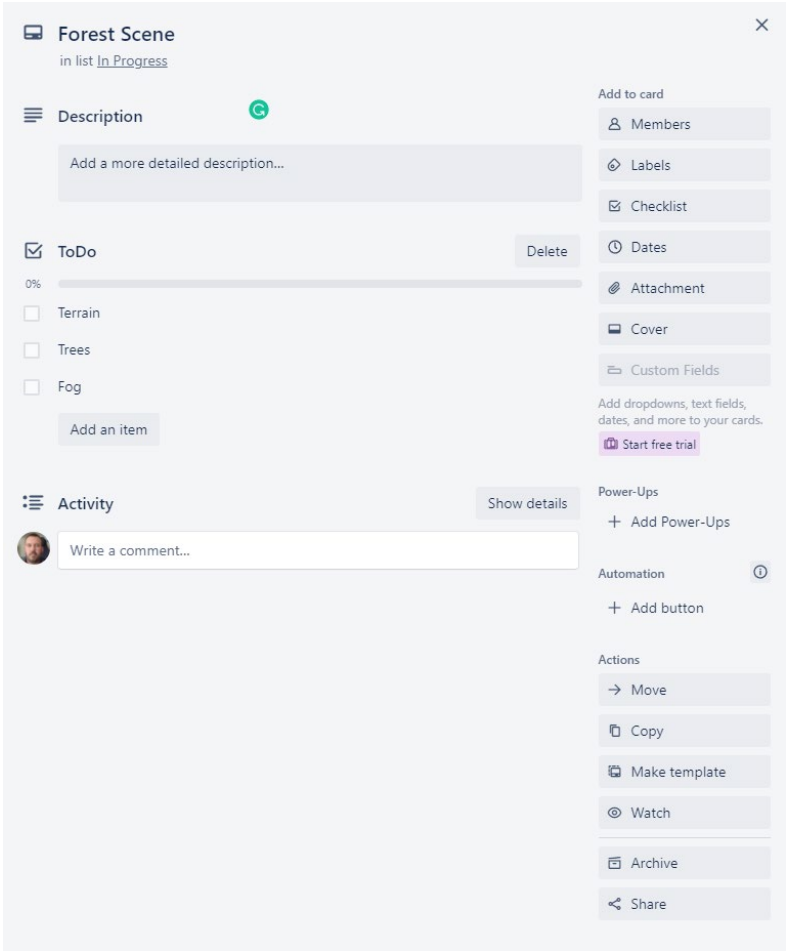 Forest Scene
in list In Progress
Description
Add a more detailed description...
ToDo
Delete
0%
Terrain
Trees
Fog
Add an item
Activity
Show details
Write a comment...
Add to card
Members
Labels
Checklist
Dates
Attachment
Cover
Custom Fields
Add dropdowns, text fields,
dates, and more to your cards.
Start free trial
Power-Ups
+ Add Power-Ups
Automation
+ Add button
Actions
Move
Copy
Make template
Watch
Archive
Share